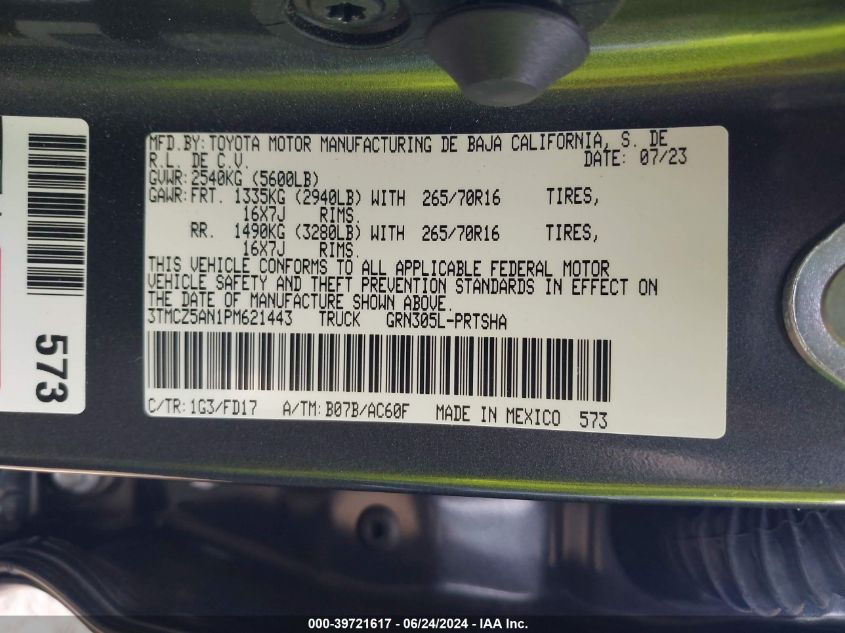 MFD.BY: TOYOTA MOTOR MANUFACTURING DE BAJA CALIFORNIA, S. DE
R.L. DE C.V. DATE: 07/23
GVWR: 2540KG (5600LB)
GAWR: FRT. 1335KG (2940LB) WITH 265/70R16 TIRES,
16X7J RIMS.
RR. 1490KG (3280LB) WITH 265/70R16 TIRES,
16X7J RIMS.
THIS VEHICLE CONFORMS TO ALL APPLICABLE FEDERAL MOTOR
VEHICLE SAFETY AND THEFT PREVENTION STANDARDS IN EFFECT ON
THE DATE OF MANUFACTURE SHOWN ABOVE.
3TMCZ5AN1PM621443 TRUCK GRN305L-PRTSHA
C/TR: 1G3/FD17 A/TM: B07B/AC60F MADE IN MEXICO 573
573
000-39721617 - 06/24/2024 - IAAI.com